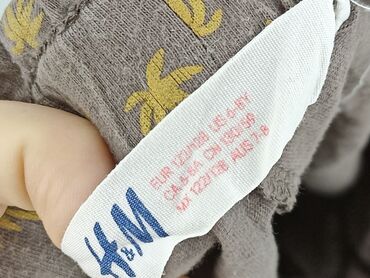 H&M
EUR 122/128 US 6-8Y
CA 6-8A CN 130/59
MX 122/128 AUS 7-8